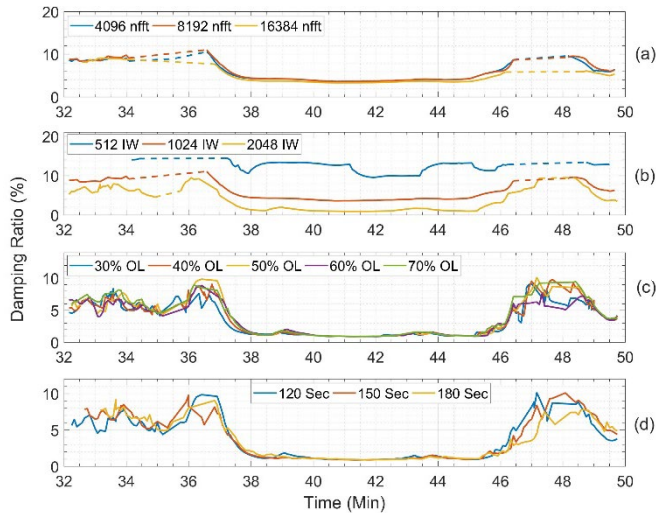 4096 nfft 8192 nfft 16384 nfft
20
10
0
32 34 36 38 40 42 44 46 48 50
(a)
512 IW 1024 IW 2048 IW
20
10
0
32 34 36 38 40 42 44 46 48 50
(b)
Damping Ratio (%)
30% OL 40% OL 50% OL 60% OL 70% OL
10
5
0
32 34 36 38 40 42 44 46 48 50
(c)
120 Sec 150 Sec 180 Sec
10
5
0
32 34 36 38 40 42 44 46 48 50
(d)
Time (Min)